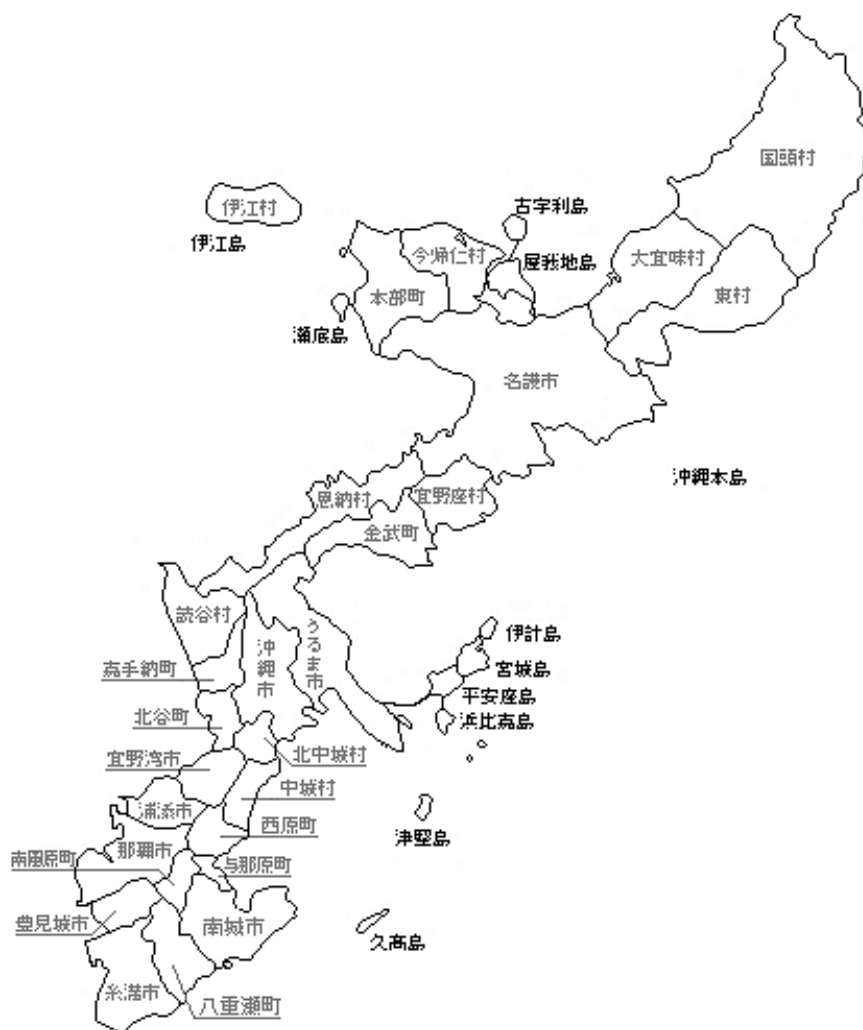 国頭村
古宇利島
伊江村
伊江島
今帰仁村
屋我地島
大宜味村
東村
本部町
瀬底島
名護市
沖縄本島
恩納村
宜野座村
金武町
読谷村
うるま市
沖縄市
伊計島
嘉手納町
宮城島
平安座島
北谷町
浜比嘉島
宜野湾市
北中城村
中城村
浦添市
津堅島
西原町
那覇市
南風原町
与那原町
豊見城市
南城市
久高島
糸満市
八重瀬町